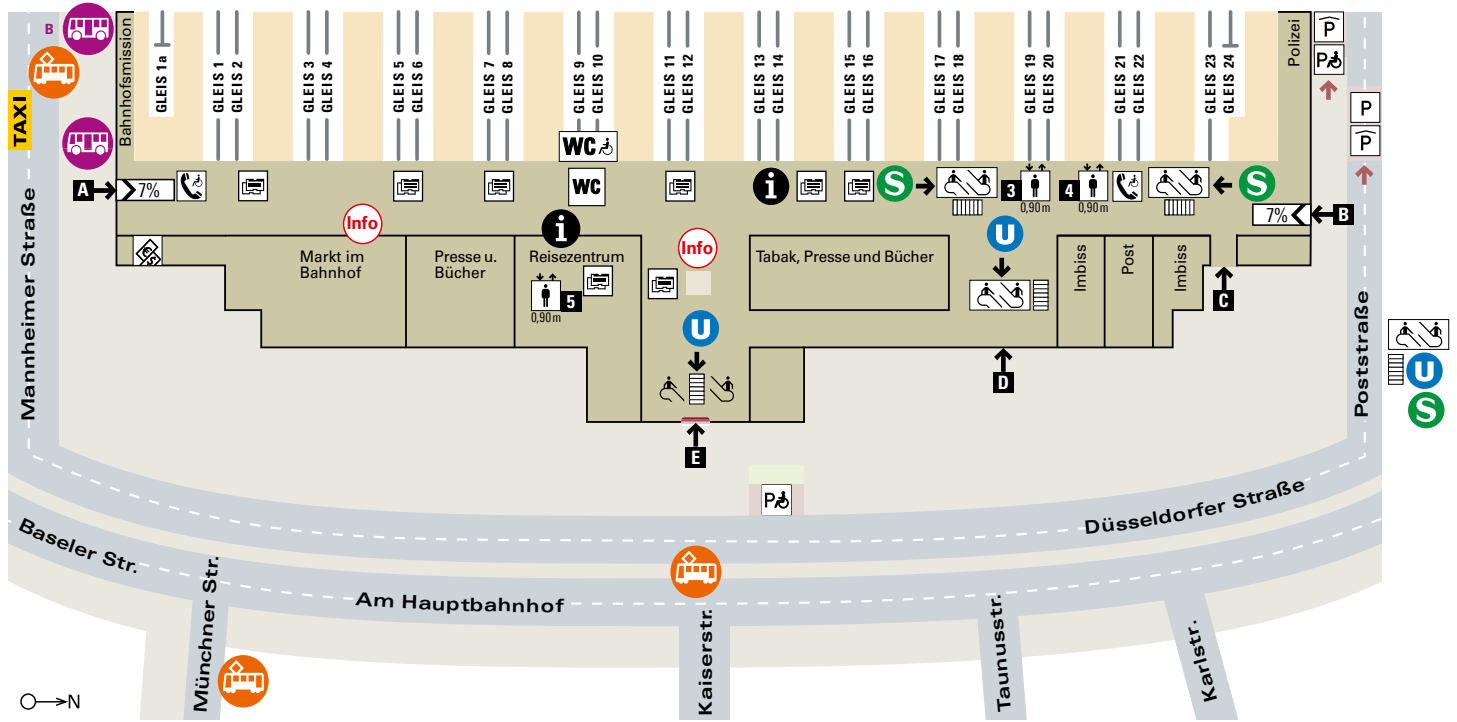 B
TAXI
Bahnhofsmission
GLEIS 1a
GLEIS 1
GLEIS 2
GLEIS 3
GLEIS 4
GLEIS 5
GLEIS 6
GLEIS 7
GLEIS 8
GLEIS 9
GLEIS 10
GLEIS 11
GLEIS 12
GLEIS 13
GLEIS 14
GLEIS 15
GLEIS 16
GLEIS 17
GLEIS 18
GLEIS 19
GLEIS 20
GLEIS 21
GLEIS 22
GLEIS 23
GLEIS 24
Polizei
P
P
P
P
WC
A
7%
WC
i
S
3
0,90 m
4
0,90 m
S
7%
B
Info
i
Info
U
Markt im
Bahnhof
Presse u.
Bücher
Reisezentrum
5
0,90 m
Tabak, Presse und Bücher
Imbiss
Post
Imbiss
C
U
D
E
U
S
P
Mannheimer Straße
Poststraße
Düsseldorfer Straße
Baseler Str.
Münchner Str.
Am Hauptbahnhof
Kaiserstr.
Taunusstr.
Karlstr.
N